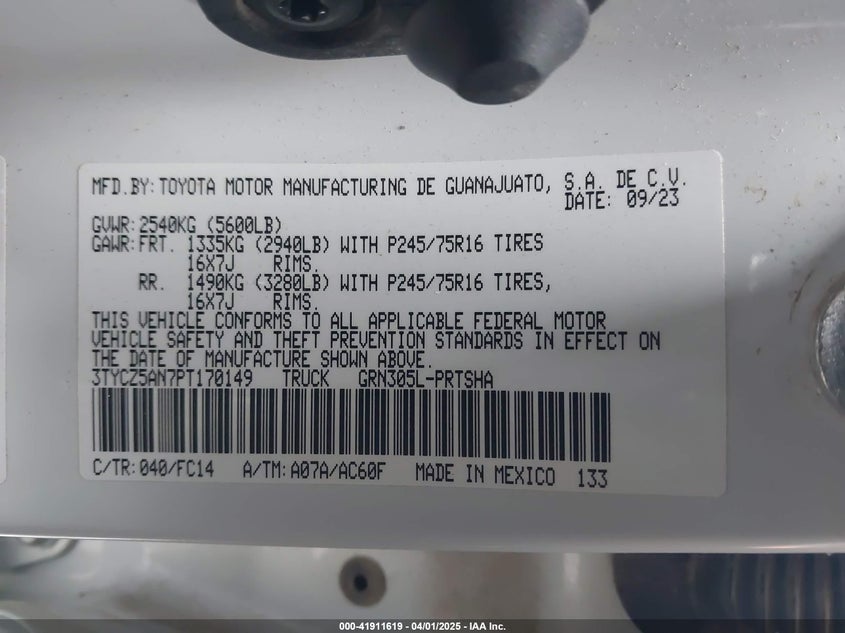 MFD.BY:TOYOTA MOTOR MANUFACTURING DE GUANAJUATO, S.A. DE C.V.
DATE: 09/23
GVWR:2540KG (5600LB)
GAWR:FRT. 1335KG (2940LB) WITH P245/75R16 TIRES
16X7J RIMS.
RR. 1490KG (3280LB) WITH P245/75R16 TIRES,
16X7J RIMS.
THIS VEHICLE CONFORMS TO ALL APPLICABLE FEDERAL MOTOR
VEHICLE SAFETY AND THEFT PREVENTION STANDARDS IN EFFECT ON
THE DATE OF MANUFACTURE SHOWN ABOVE.
3TYCZ5AN7PT170149 TRUCK GRN305L-PRTSHA
C/TR:040/FC14 A/TM:A07A/AC60F MADE IN MEXICO 133
000-41911619 | 04/01/2025 - IAA Inc.